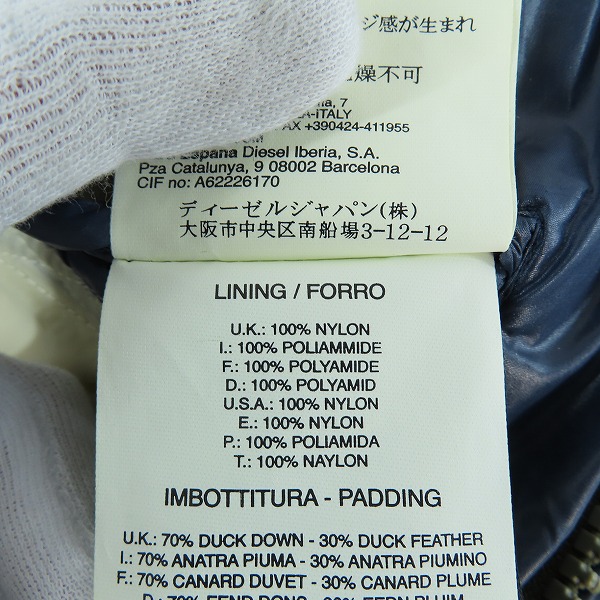 ジ感が生まれ
燥不可
7
-ITALY
AX +390424-411955
Espana Diesel Iberia, S.A.
Pza Catalunya, 9 08002 Barcelona
CIF no: A62226170
ディーゼルジャパン(株)
大阪市中央区南船場3-12-12
LINING / FORRO
U.K.: 100% NYLON
I.: 100% POLIAMMIDE
F.: 100% POLYAMIDE
D.: 100% POLYAMID
U.S.A.: 100% NYLON
E.: 100% NYLON
P.: 100% POLIAMIDA
T.: 100% NAYLON
IMBOTTITURA - PADDING
U.K.: 70% DUCK DOWN - 30% DUCK FEATHER
I.: 70% ANATRA PIUMA - 30% ANATRA PIUMINO
F.: 70% CANARD DUVET - 30% CANARD PLUME